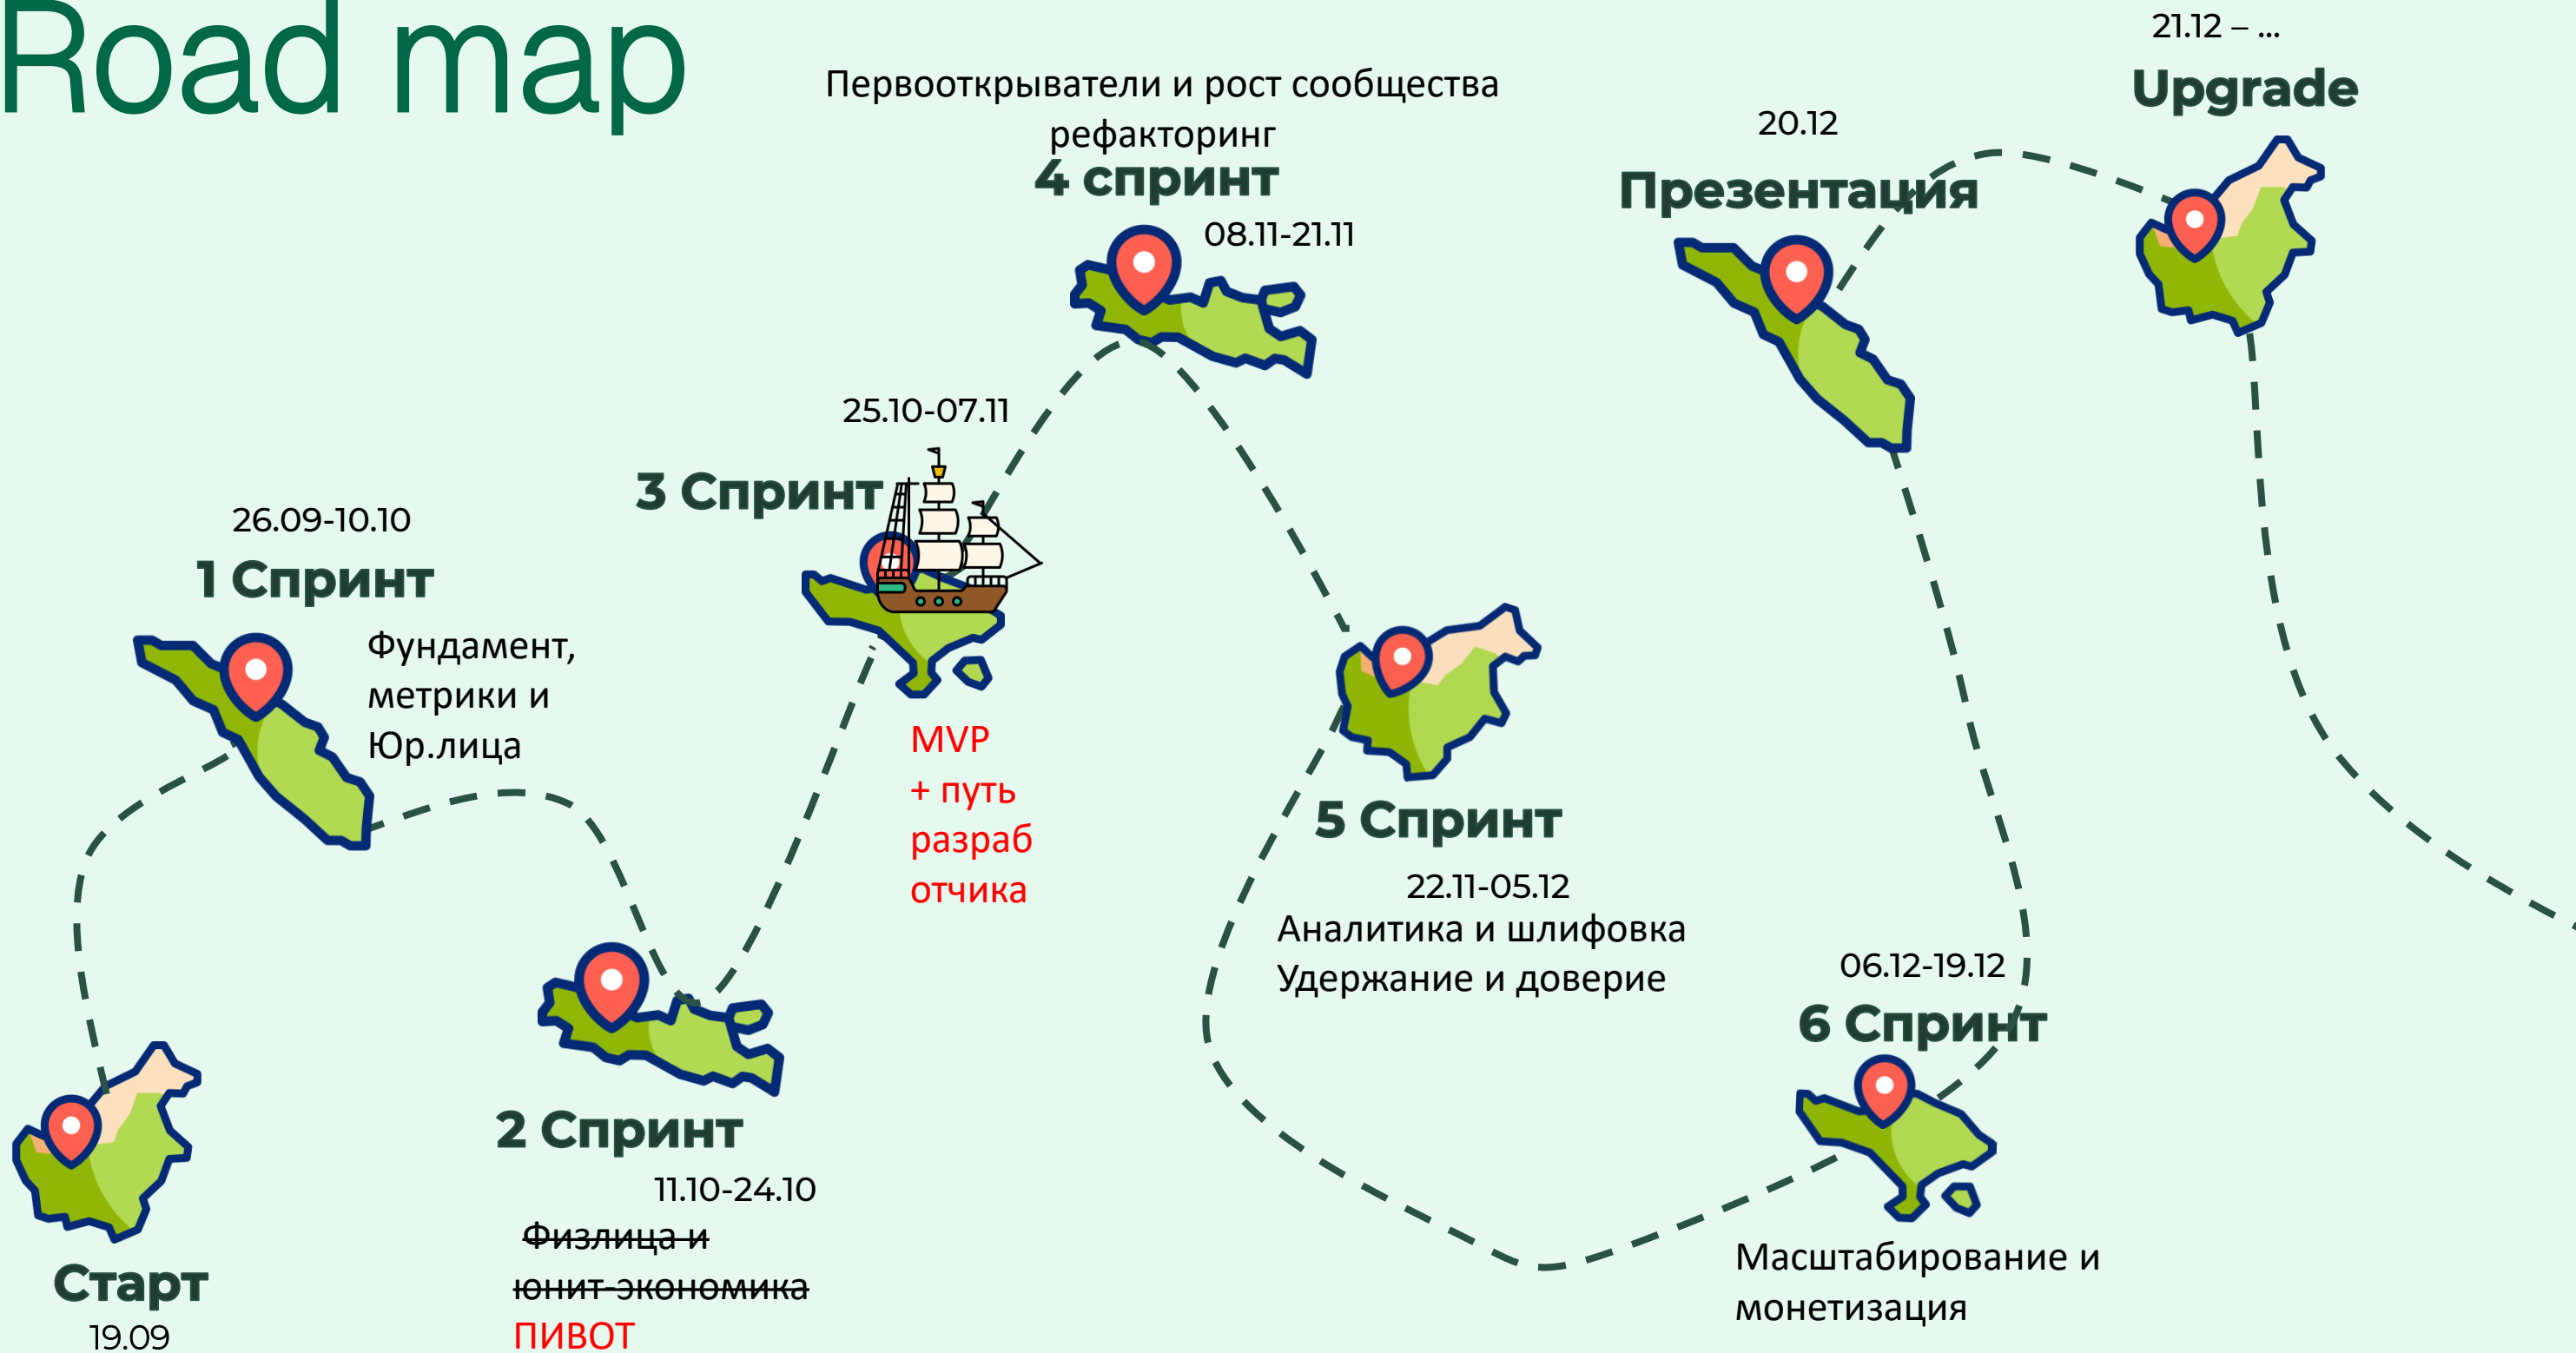 Road map
Старт
19.09
26.09-10.10
1 Спринт
Фундамент,
метрики и
Юр.лица
2 Спринт
11.10-24.10
Физлица и
юнит-экономика
ПИВОТ
25.10-07.11
3 Спринт
MVP
+ путь
разраб
отчика
Первооткрыватели и рост сообщества
рефакторинг
4 спринт
08.11-21.11
5 Спринт
22.11-05.12
Аналитика и шлифовка
Удержание и доверие
06.12-19.12
6 Спринт
Масштабирование и
монетизация
20.12
Презентация
21.12 – ...
Upgrade